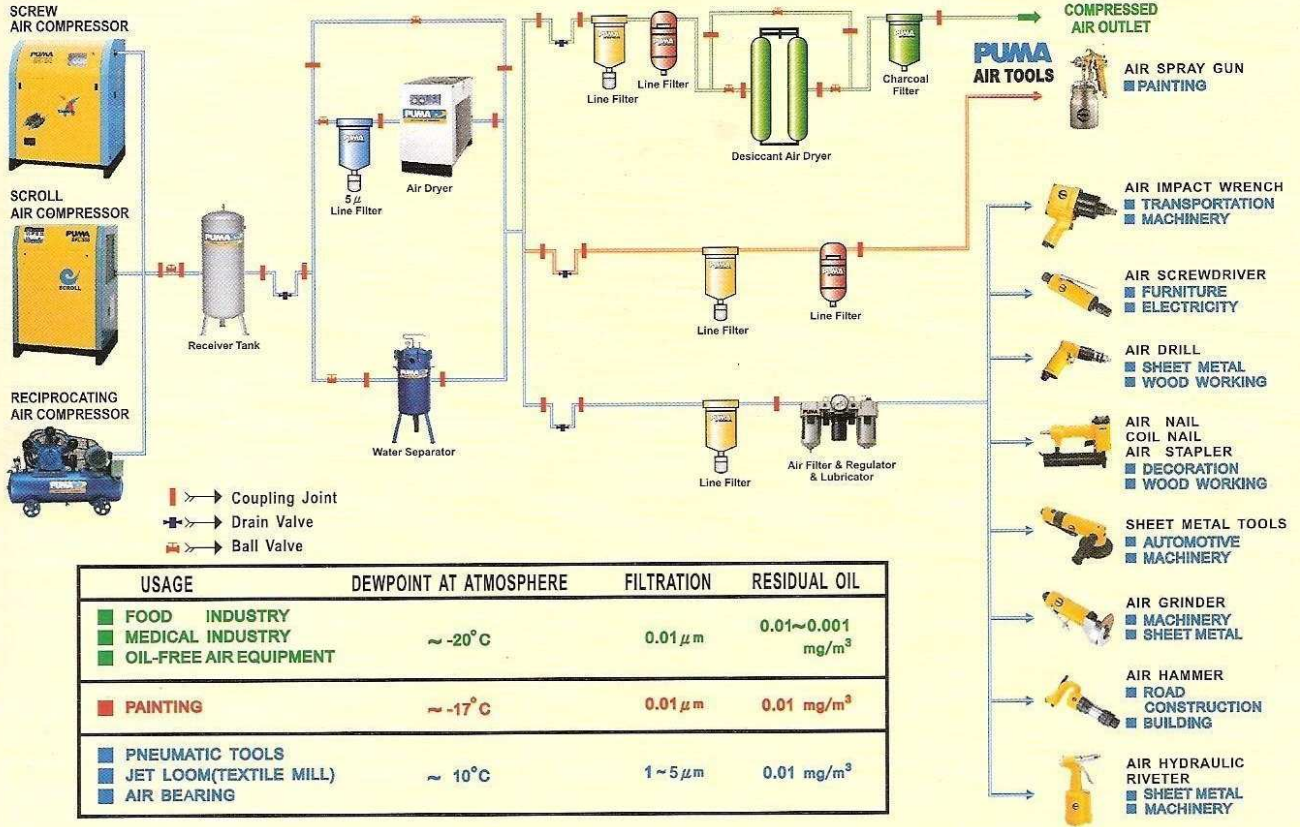 SCREW
AIR COMPRESSOR
PUMA
SCROLL
AIR COMPRESSOR
PUMA
SCROLL
RECIPROCATING
AIR COMPRESSOR
PUMA
PUMA
Receiver Tank
5μ
Line Filter
PUMA
Air Dryer
Water Separator
Line Filter
Line Filter
Desiccant Air Dryer
Charcoal
Filter
COMPRESSED
AIR OUTLET
PUMA
AIR TOOLS
AIR SPRAY GUN
■ PAINTING
Line Filter
Line Filter
Line Filter
Air Filter & Regulator
& Lubricator
AIR IMPACT WRENCH
■ TRANSPORTATION
■ MACHINERY
AIR SCREWDRIVER
■ FURNITURE
■ ELECTRICITY
AIR DRILL
■ SHEET METAL
■ WOOD WORKING
AIR NAIL
COIL NAIL
AIR STAPLER
■ DECORATION
■ WOOD WORKING
SHEET METAL TOOLS
■ AUTOMOTIVE
■ MACHINERY
AIR GRINDER
■ MACHINERY
■ SHEET METAL
AIR HAMMER
■ ROAD
CONSTRUCTION
■ BUILDING
AIR HYDRAULIC
RIVETER
■ SHEET METAL
■ MACHINERY
Coupling Joint
Drain Valve
Ball Valve
USAGE DEWPOINT AT ATMOSPHERE FILTRATION RESIDUAL OIL
■ FOOD INDUSTRY
■ MEDICAL INDUSTRY
■ OIL-FREE AIR EQUIPMENT
~ -20°C 0.01μm 0.01~0.001
mg/m³
■ PAINTING ~ -17°C 0.01μm 0.01 mg/m³
■ PNEUMATIC TOOLS
■ JET LOOM(TEXTILE MILL)
■ AIR BEARING
~ 10°C 1~5μm 0.01 mg/m³